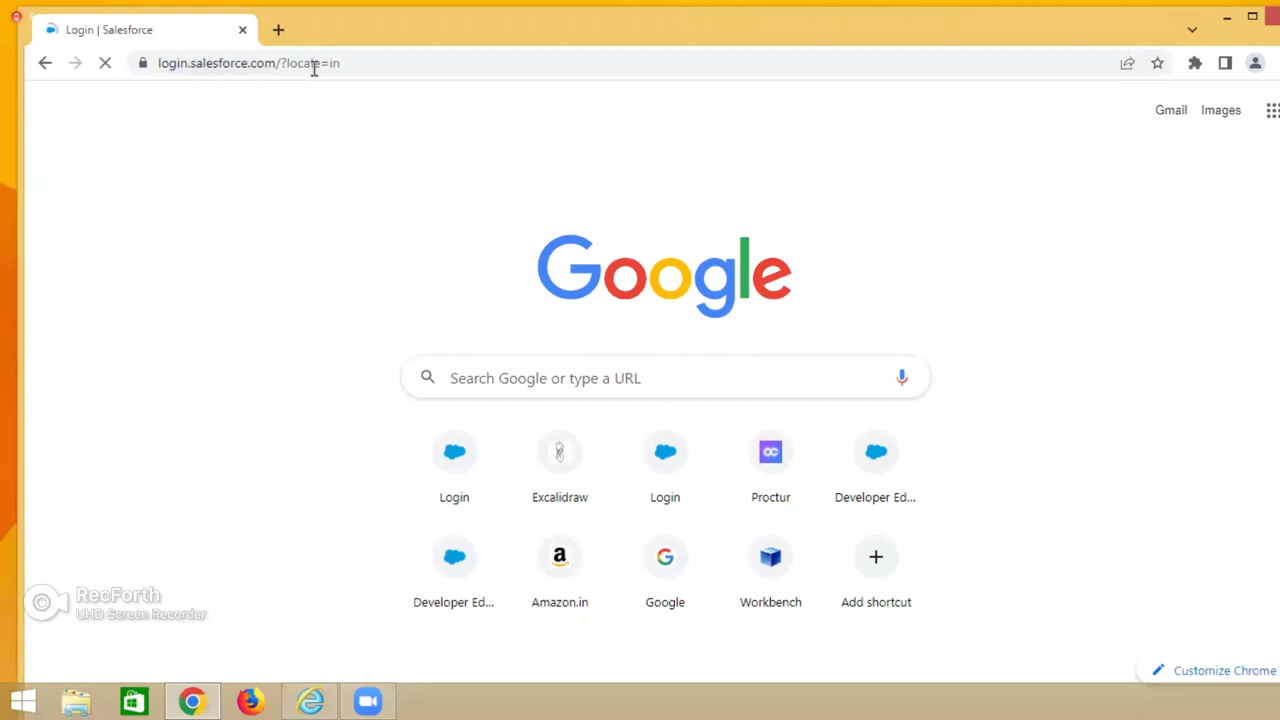 Login | Salesforce
login.salesforce.com/?locate=in
Gmail Images
Google
Search Google or type a URL
Login Excalidraw Login Proctur Developer Ed...
Developer Ed... Amazon.in Google Workbench Add shortcut
RecForth
UHD Screen Recorder
Customize Chrome